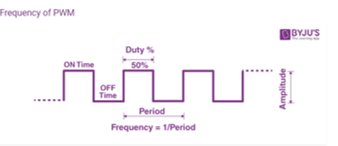 Frequency of PWM
BYJU'S
The Learning App
Duty %
ON Time
50%
OFF
Time
Amplitude
Period
Frequency = 1/Period